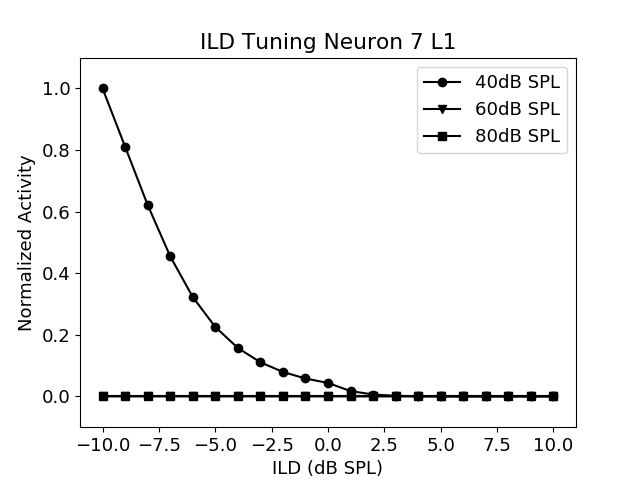 ILD Tuning Neuron 7 L1
40dB SPL
60dB SPL
80dB SPL
Normalized Activity
1.0
0.8
0.6
0.4
0.2
0.0
−10.0 −7.5 −5.0 −2.5 0.0 2.5 5.0 7.5 10.0
ILD (dB SPL)